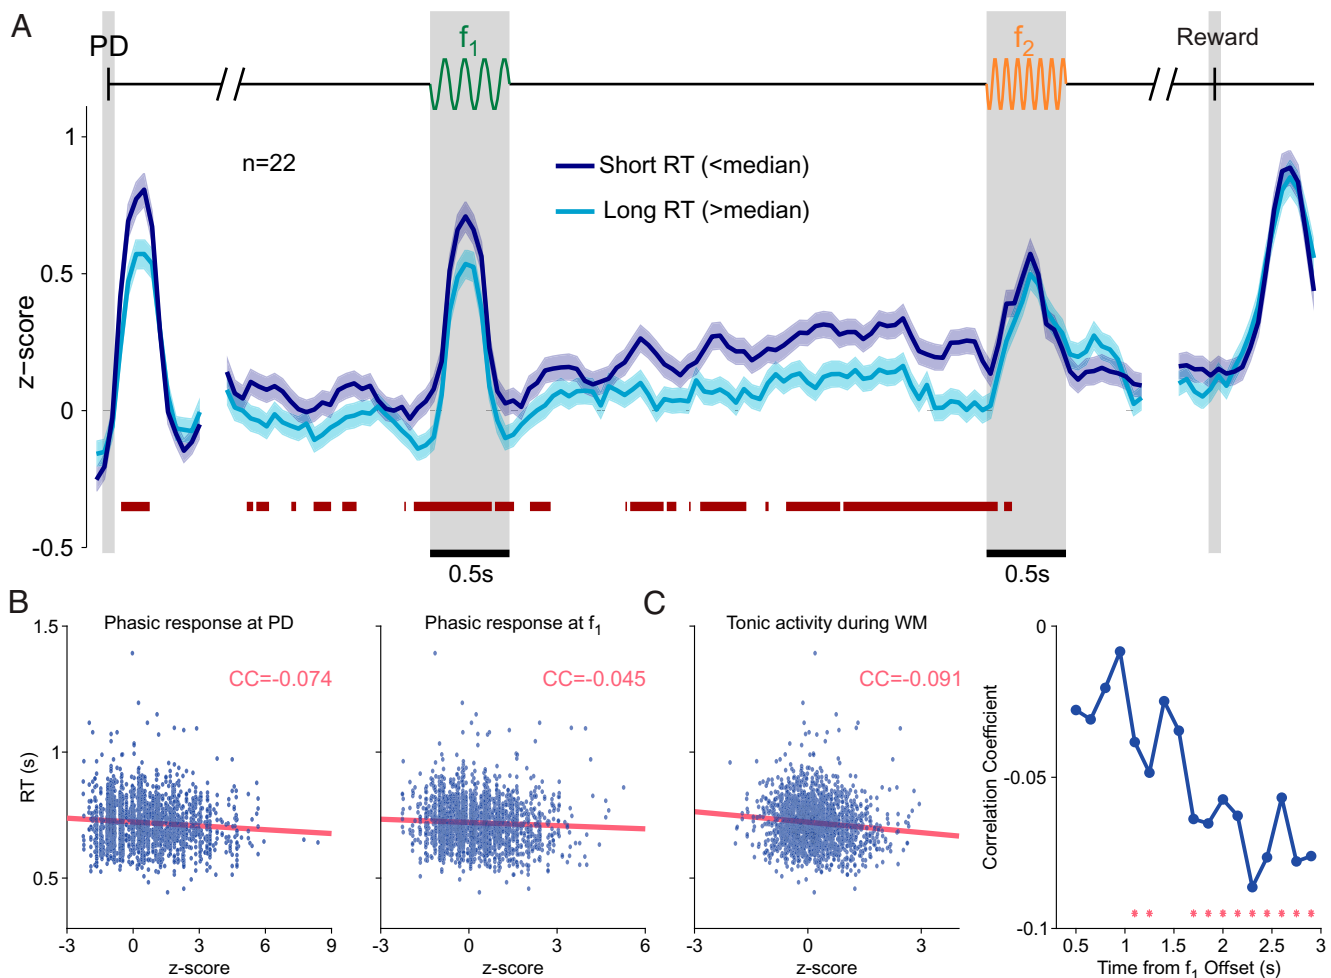 A
PD
f1
f2
Reward
n=22
Short RT (<median)
Long RT (>median)
z-score
1
0.5
0
-0.5
0.5s
0.5s
B
Phasic response at PD
CC=-0.074
RT (s)
1.5
1
0.5
-3 0 3 6 9
z-score
Phasic response at f1
CC=-0.045
-3 0 3 6
z-score
C
Tonic activity during WM
CC=-0.091
-3 0 3
z-score
Correlation Coefficient
0
-0.05
-0.1
0.5 1 1.5 2 2.5 3
Time from f1 Offset (s)